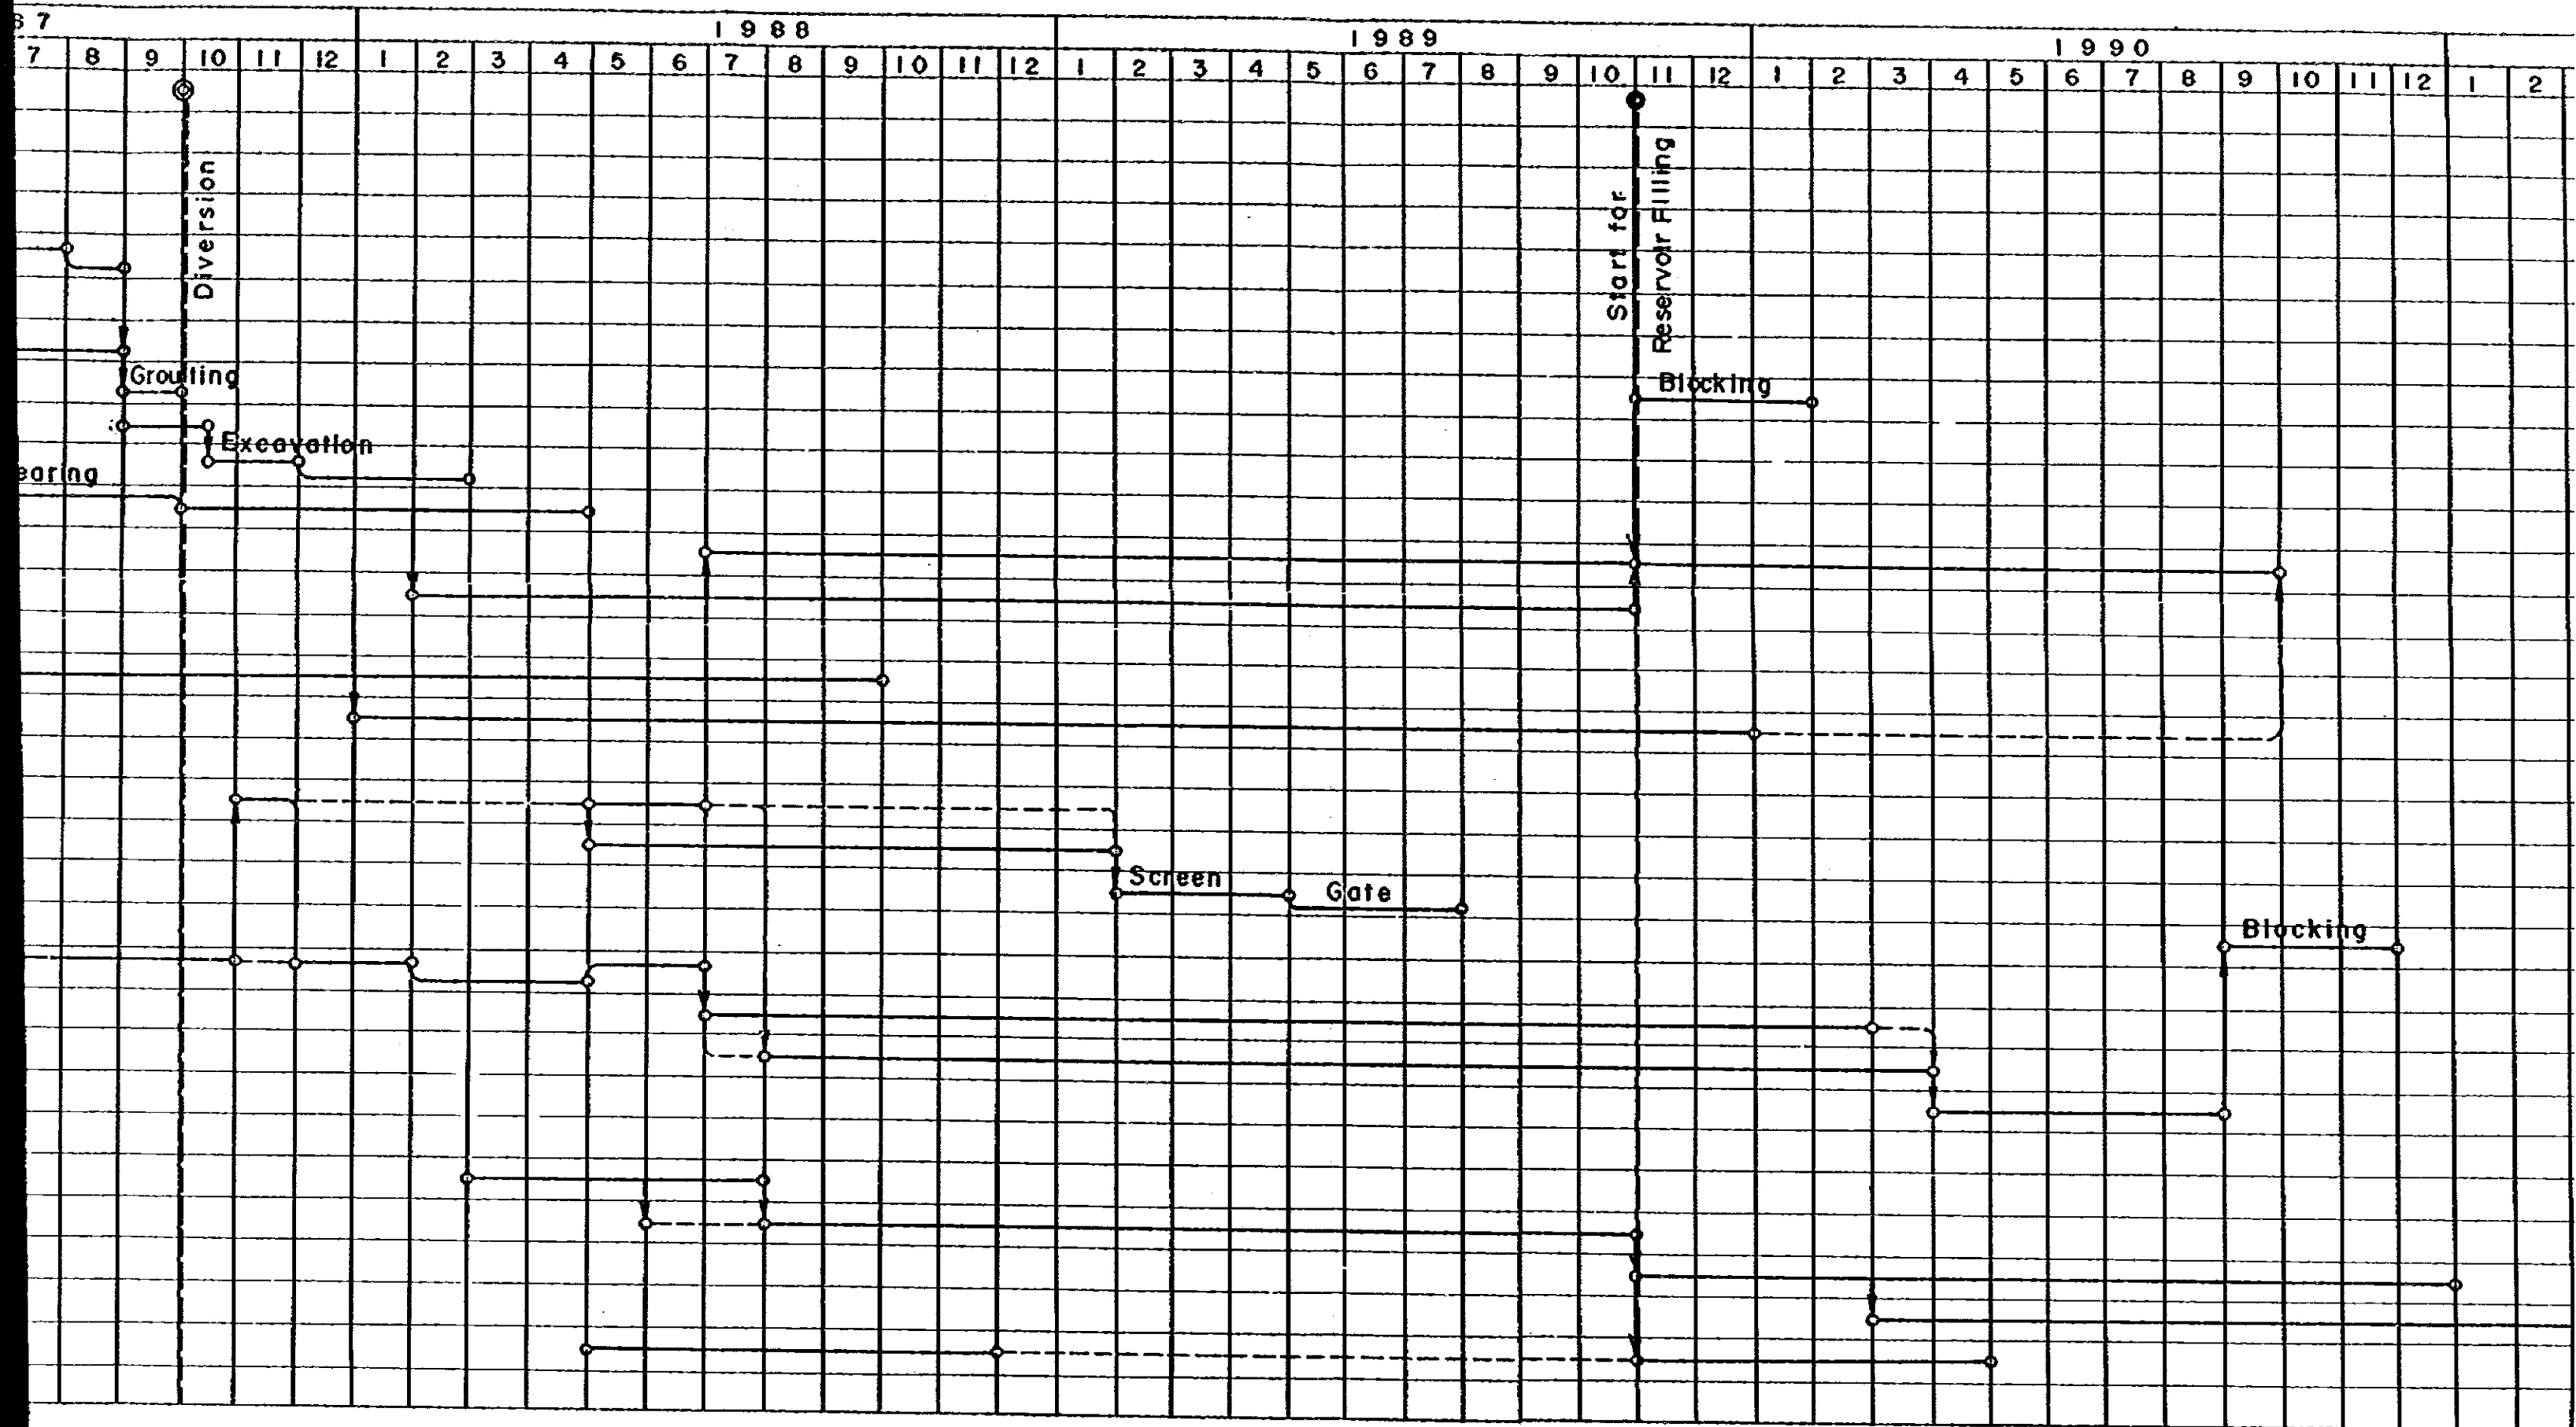 87
1988
1989
1990
7 8 9 10 11 12 1 2 3 4 5 6 7 8 9 10 11 12 1 2 3 4 5 6 7 8 9 10 11 12 1 2 3 4 5 6 7 8 9 10 11 12 1 2
Diversion
Start for
Reservoir Filling
Grouting
Blocking
Excavation
earing
Screen
Gate
Blocking